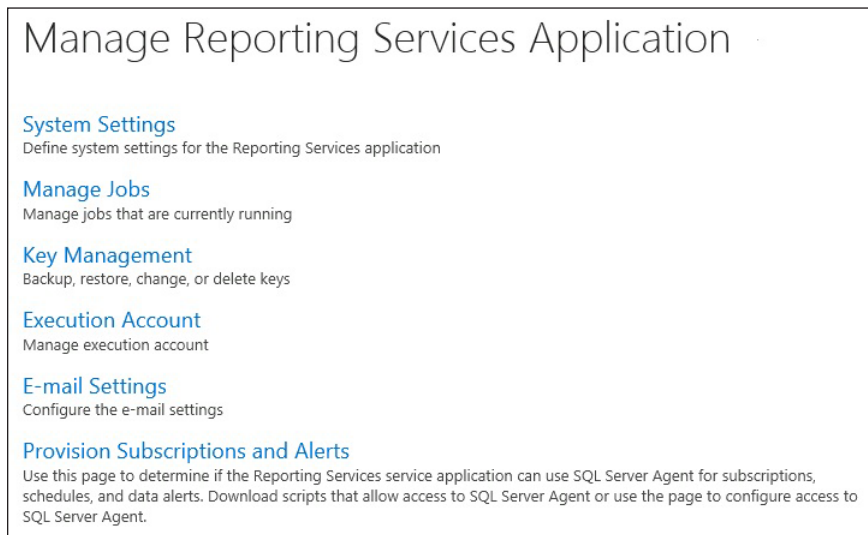 Manage Reporting Services Application
System Settings
Define system settings for the Reporting Services application
Manage Jobs
Manage jobs that are currently running
Key Management
Backup, restore, change, or delete keys
Execution Account
Manage execution account
E-mail Settings
Configure the e-mail settings
Provision Subscriptions and Alerts
Use this page to determine if the Reporting Services service application can use SQL Server Agent for subscriptions,
schedules, and data alerts. Download scripts that allow access to SQL Server Agent or use the page to configure access to
SQL Server Agent.